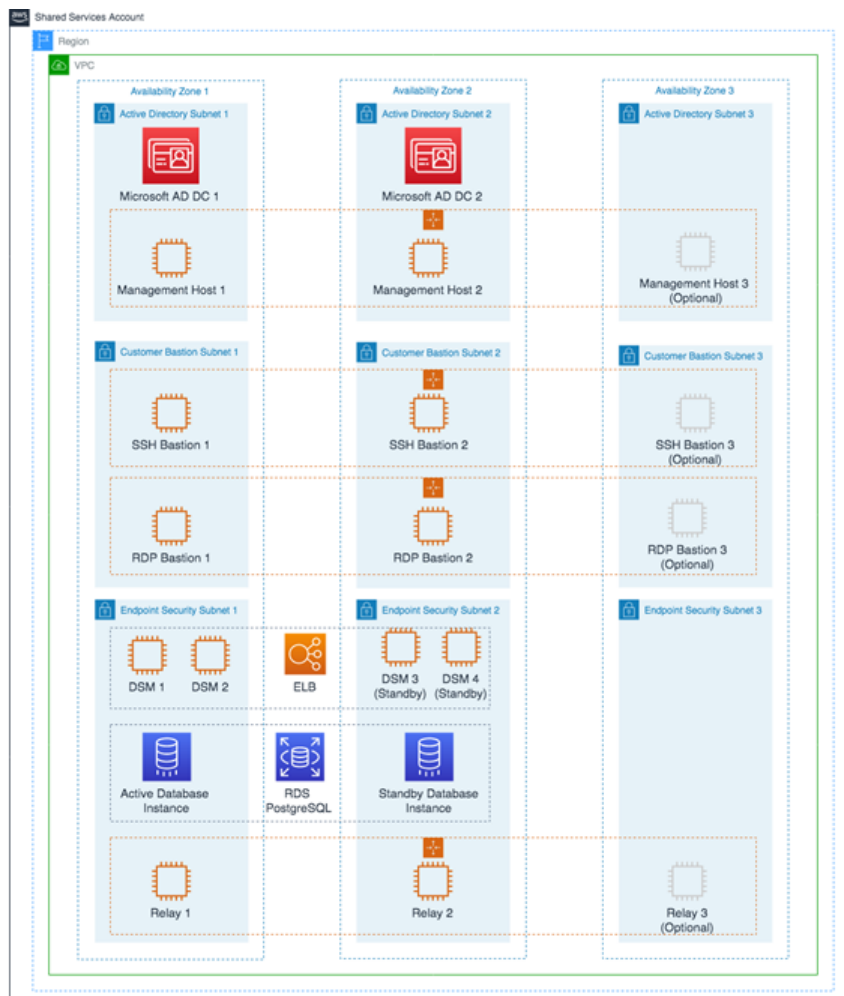 aws
Shared Services Account
Region
VPC
Availability Zone 1
Availability Zone 2
Availability Zone 3
Active Directory Subnet 1
Active Directory Subnet 2
Active Directory Subnet 3
Microsoft AD DC 1
Microsoft AD DC 2
Management Host 1
Management Host 2
Management Host 3
(Optional)
Customer Bastion Subnet 1
Customer Bastion Subnet 2
Customer Bastion Subnet 3
SSH Bastion 1
SSH Bastion 2
SSH Bastion 3
(Optional)
RDP Bastion 1
RDP Bastion 2
RDP Bastion 3
(Optional)
Endpoint Security Subnet 1
Endpoint Security Subnet 2
Endpoint Security Subnet 3
DSM 1
DSM 2
ELB
DSM 3
(Standby)
DSM 4
(Standby)
Active Database
Instance
RDS
PostgreSQL
Standby Database
Instance
Relay 1
Relay 2
Relay 3
(Optional)